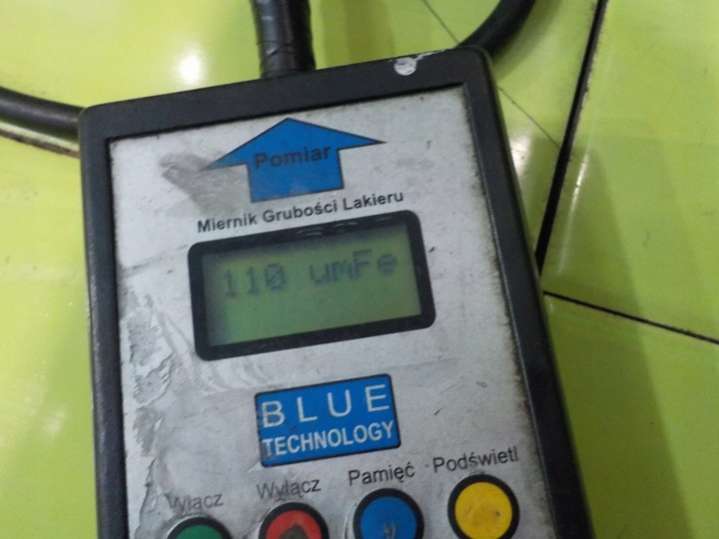 Pomiar
Miernik Grubości Lakieru
110 umFe
BLUE
TECHNOLOGY
Włącz Wyłącz Pamięć Podświetl